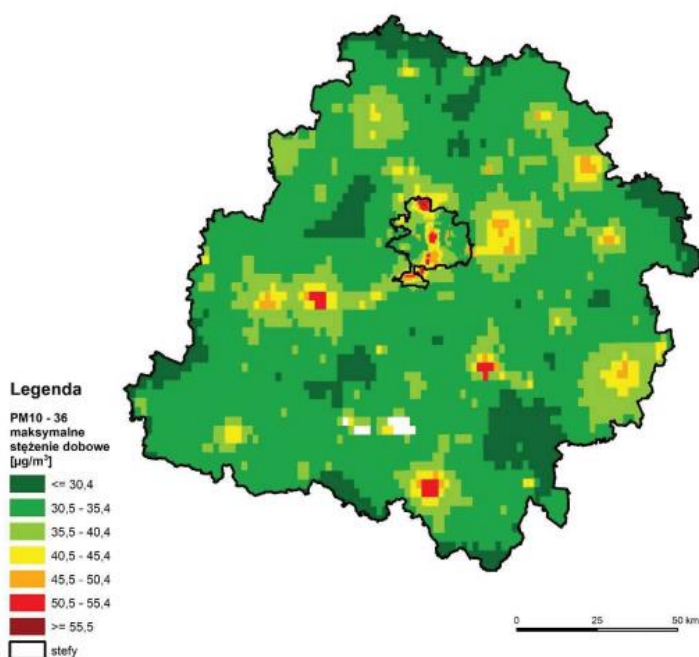 Legenda
PM10 - 36
maksymalne
stężenie dobowe
[µg/m³]
<= 30,4
30,5 - 35,4
35,5 - 40,4
40,5 - 45,4
45,5 - 50,4
50,5 - 55,4
>= 55,5
stefy
0 25 50 km